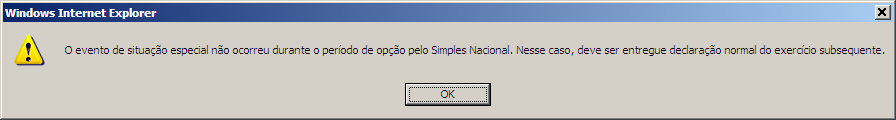 Windows Internet Explorer
O evento de situação especial não ocorreu durante o período de opção pelo Simples Nacional. Nesse caso, deve ser entregue declaração normal do exercício subsequente.
OK